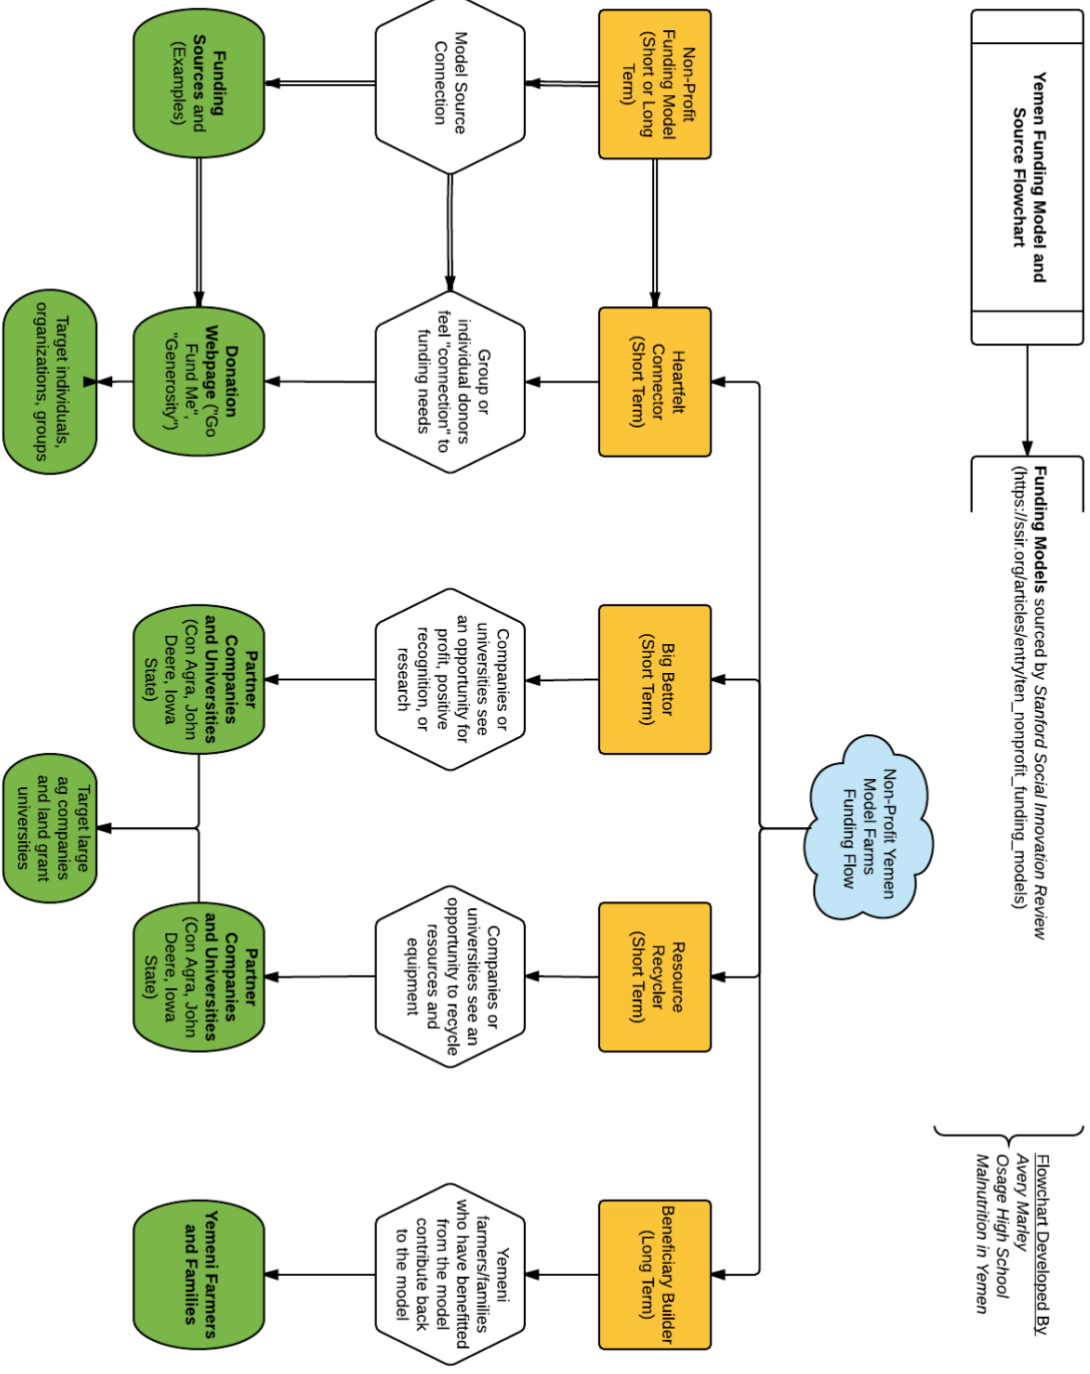 Yemen Funding Model and
Source Flowchart
Funding Models sourced by Stanford Social Innovation Review
(https://ssir.org/articles/entry/ten_nonprofit_funding_models)
Flowchart Developed By
Avery Marley
Osage High School
Malnutrition in Yemen
Non-Profit Yemen
Model Farms
Funding Flow
Non-Profit
Funding Model
(Short or Long
Term)
Heartfelt
Connector
(Short Term)
Big Bettor
(Short Term)
Resource
Recycler
(Short Term)
Beneficiary Builder
(Long Term)
Model Source
Connection
Group or
individual donors
feel "connection" to
funding needs
Companies or
universities see
an opportunity for
profit, positive
recognition, or
research
Companies or
universities see an
opportunity to recycle
resources and
equipment
Yemeni
farmers/families
who have benefitted
from the model
contribute back
to the model
Funding
Sources and
(Examples)
Donation
Webpage ("Go
Fund Me",
"Generosity")
Partner
Companies
and Universities
(Con Agra, John
Deere, Iowa
State)
Partner
Companies
and Universities
(Con Agra, John
Deere, Iowa
State)
Yemeni Farmers
and Families
Target individuals,
organizations, groups
Target large
ag companies
and land grant
universities